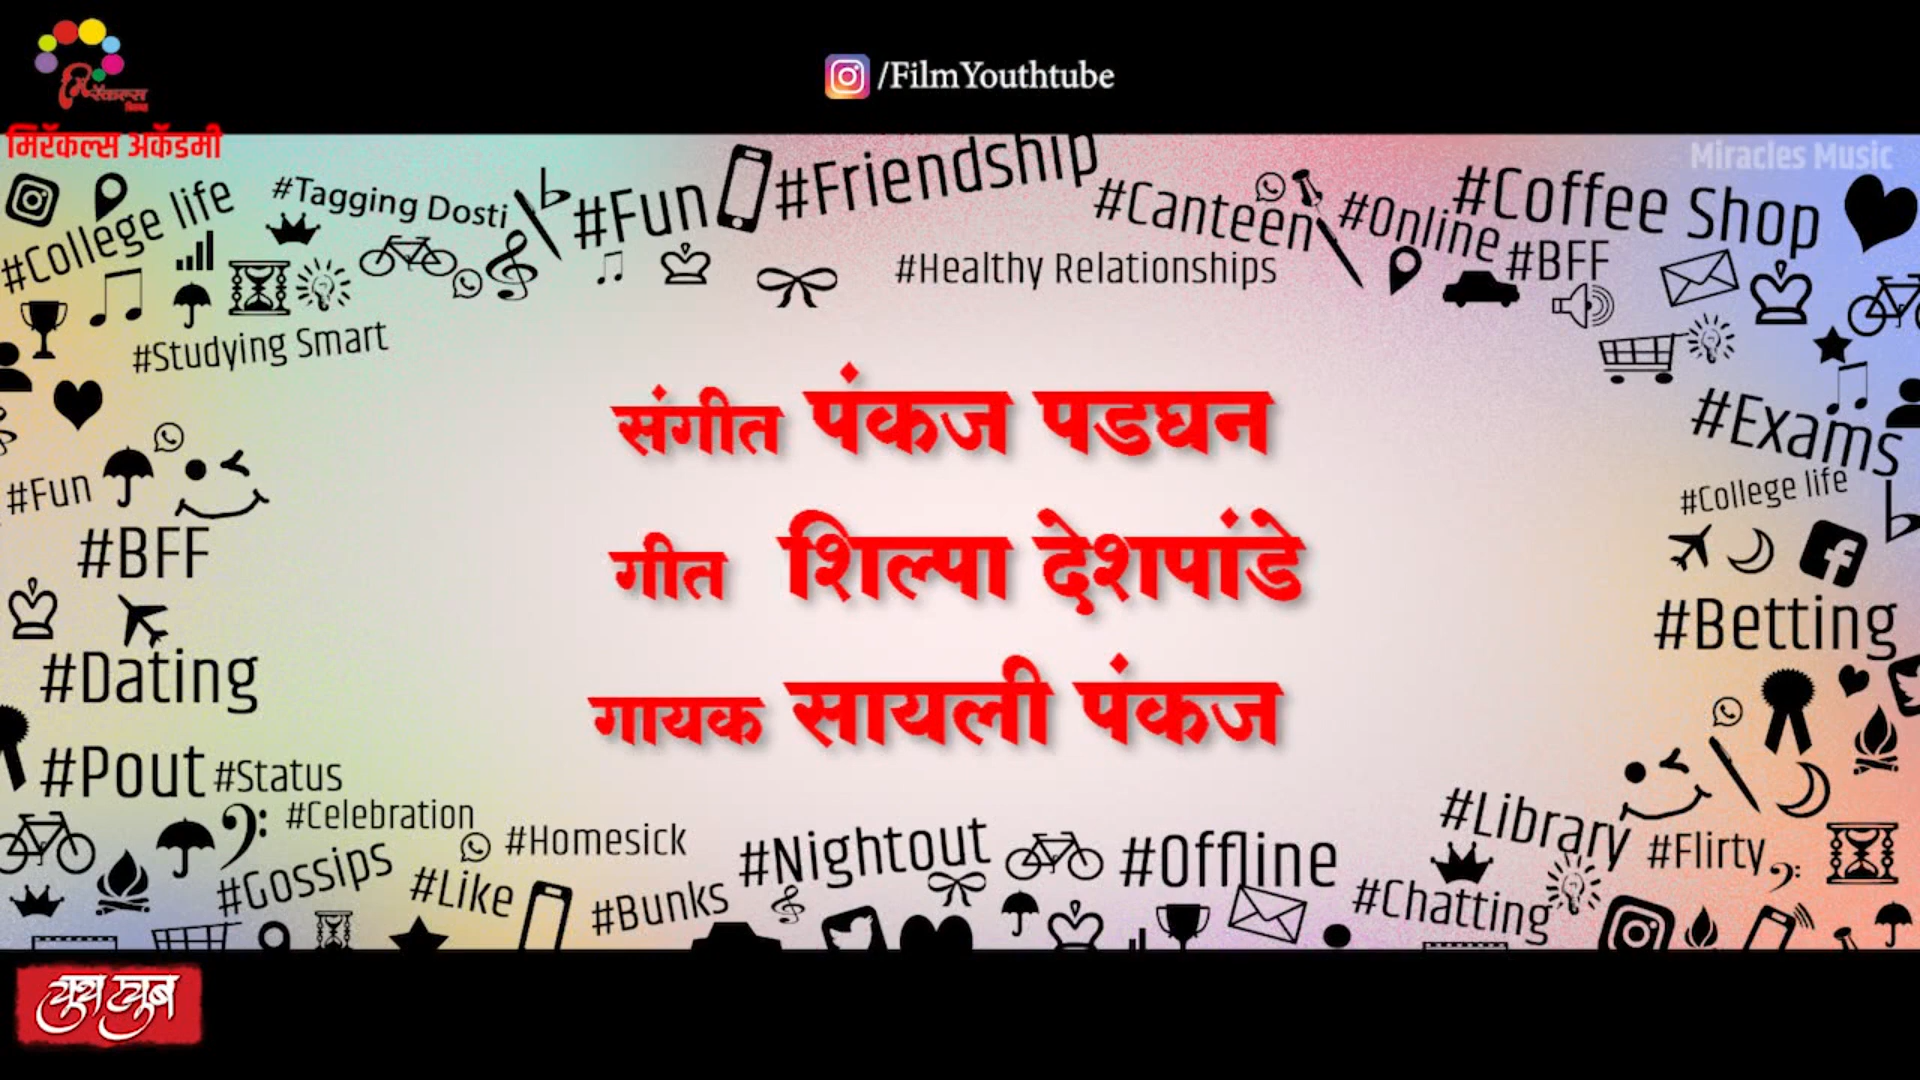 /FilmYouthtube
मिरॅकल्स
मिरॅकल्स अकॅडमी
Miracles Music
#College life
#Tagging Dosti
#Fun
#Friendship
#Canteen
#Online
#Coffee Shop
#BFF
#Healthy Relationships
#Studying Smart
#Exams
#College life
#Fun
#BFF
#Dating
#Pout
#Status
#Celebration
#Betting
संगीत पंकज पडघन
गीत शिल्पा देशपांडे
गायक सायली पंकज
#Gossips
#Like
#Homesick
#Bunks
#Nightout
#Offline
#Chatting
#Library
#Flirty
युथट्युब